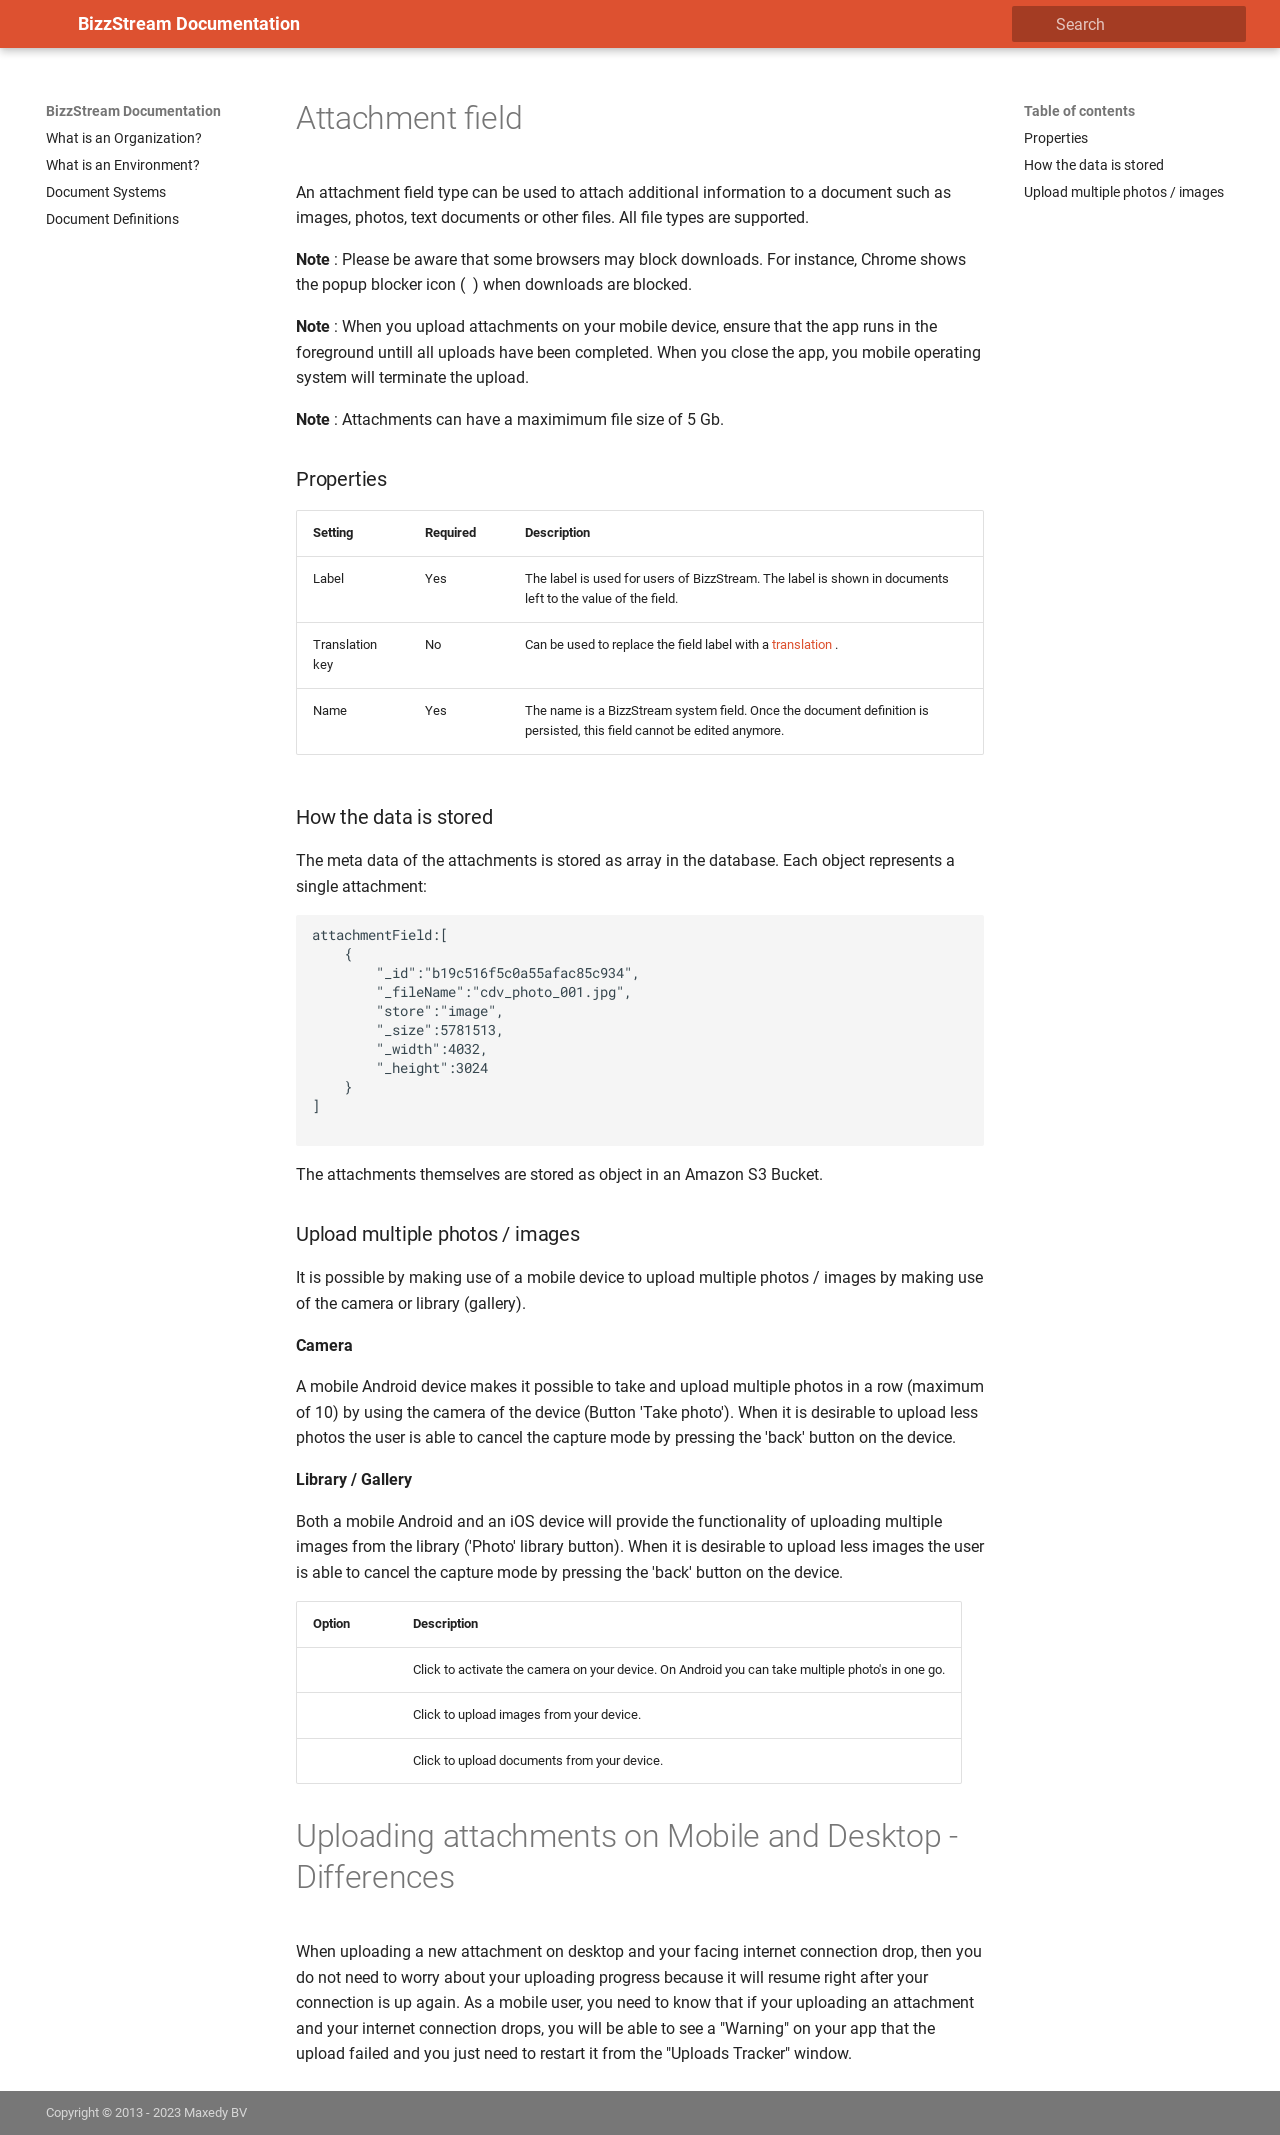 BizzStream Documentation
Search
BizzStream Documentation
What is an Organization?
What is an Environment?
Document Systems
Document Definitions
Attachment field
An attachment field type can be used to attach additional information to a document such as
images, photos, text documents or other files. All file types are supported.
Note : Please be aware that some browsers may block downloads. For instance, Chrome shows
the popup blocker icon ( ) when downloads are blocked.
Note : When you upload attachments on your mobile device, ensure that the app runs in the
foreground untill all uploads have been completed. When you close the app, you mobile operating
system will terminate the upload.
Note : Attachments can have a maximimum file size of 5 Gb.
Properties
Setting Required Description
Label Yes The label is used for users of BizzStream. The label is shown in documents
left to the value of the field.
Translation No Can be used to replace the field label with a translation .
key
Name Yes The name is a BizzStream system field. Once the document definition is
persisted, this field cannot be edited anymore.
How the data is stored
The meta data of the attachments is stored as array in the database. Each object represents a
single attachment:
attachmentField:[
{
"_id":"b19c516f5c0a55afac85c934",
"_fileName":"cdv_photo_001.jpg",
"store":"image",
"_size":5781513,
"_width":4032,
"_height":3024
}
]
The attachments themselves are stored as object in an Amazon S3 Bucket.
Upload multiple photos / images
It is possible by making use of a mobile device to upload multiple photos / images by making use
of the camera or library (gallery).
Camera
A mobile Android device makes it possible to take and upload multiple photos in a row (maximum
of 10) by using the camera of the device (Button 'Take photo'). When it is desirable to upload less
photos the user is able to cancel the capture mode by pressing the 'back' button on the device.
Library / Gallery
Both a mobile Android and an iOS device will provide the functionality of uploading multiple
images from the library ('Photo' library button). When it is desirable to upload less images the user
is able to cancel the capture mode by pressing the 'back' button on the device.
Option Description
Click to activate the camera on your device. On Android you can take multiple photo's in one go.
Click to upload images from your device.
Click to upload documents from your device.
Uploading attachments on Mobile and Desktop -
Differences
When uploading a new attachment on desktop and your facing internet connection drop, then you
do not need to worry about your uploading progress because it will resume right after your
connection is up again. As a mobile user, you need to know that if your uploading an attachment
and your internet connection drops, you will be able to see a "Warning" on your app that the
upload failed and you just need to restart it from the "Uploads Tracker" window.
Table of contents
Properties
How the data is stored
Upload multiple photos / images
Copyright © 2013 - 2023 Maxedy BV